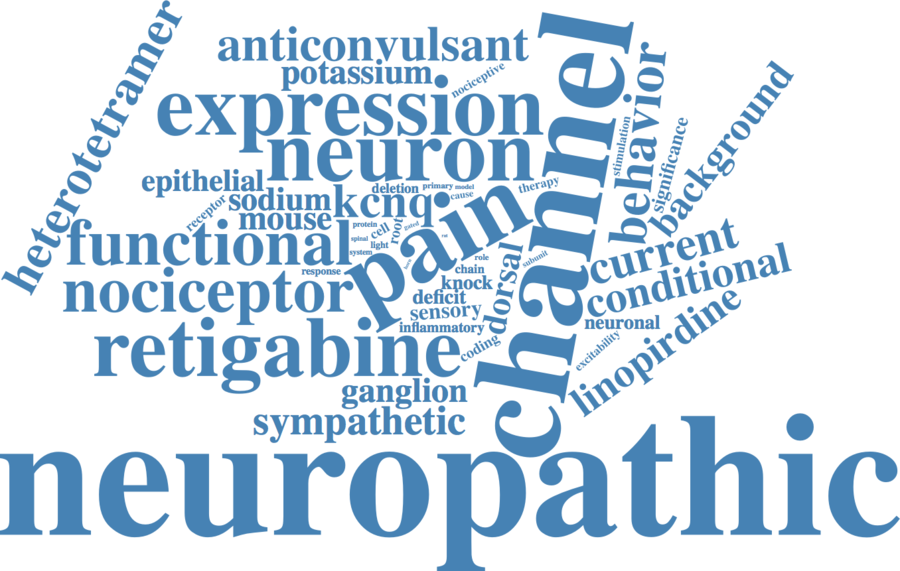 heterotetramer
anticonvulsant
potassium
nociceptive
expression
neuron
channel
behavior
stimulation
significance
background
epithelial
receptor
sodium
mouse
kcnq
deletion
primary
model
cause
therapy
pain
functional
protein
cell
root
gated
spinal
light
system
response
role
chain
subunit
knock
dorsal
nociceptor
deficit
sensory
inflammatory
current
conditional
neuronal
linopirdine
excitability
coding
retigabine
ganglion
sympathetic
neuropathic